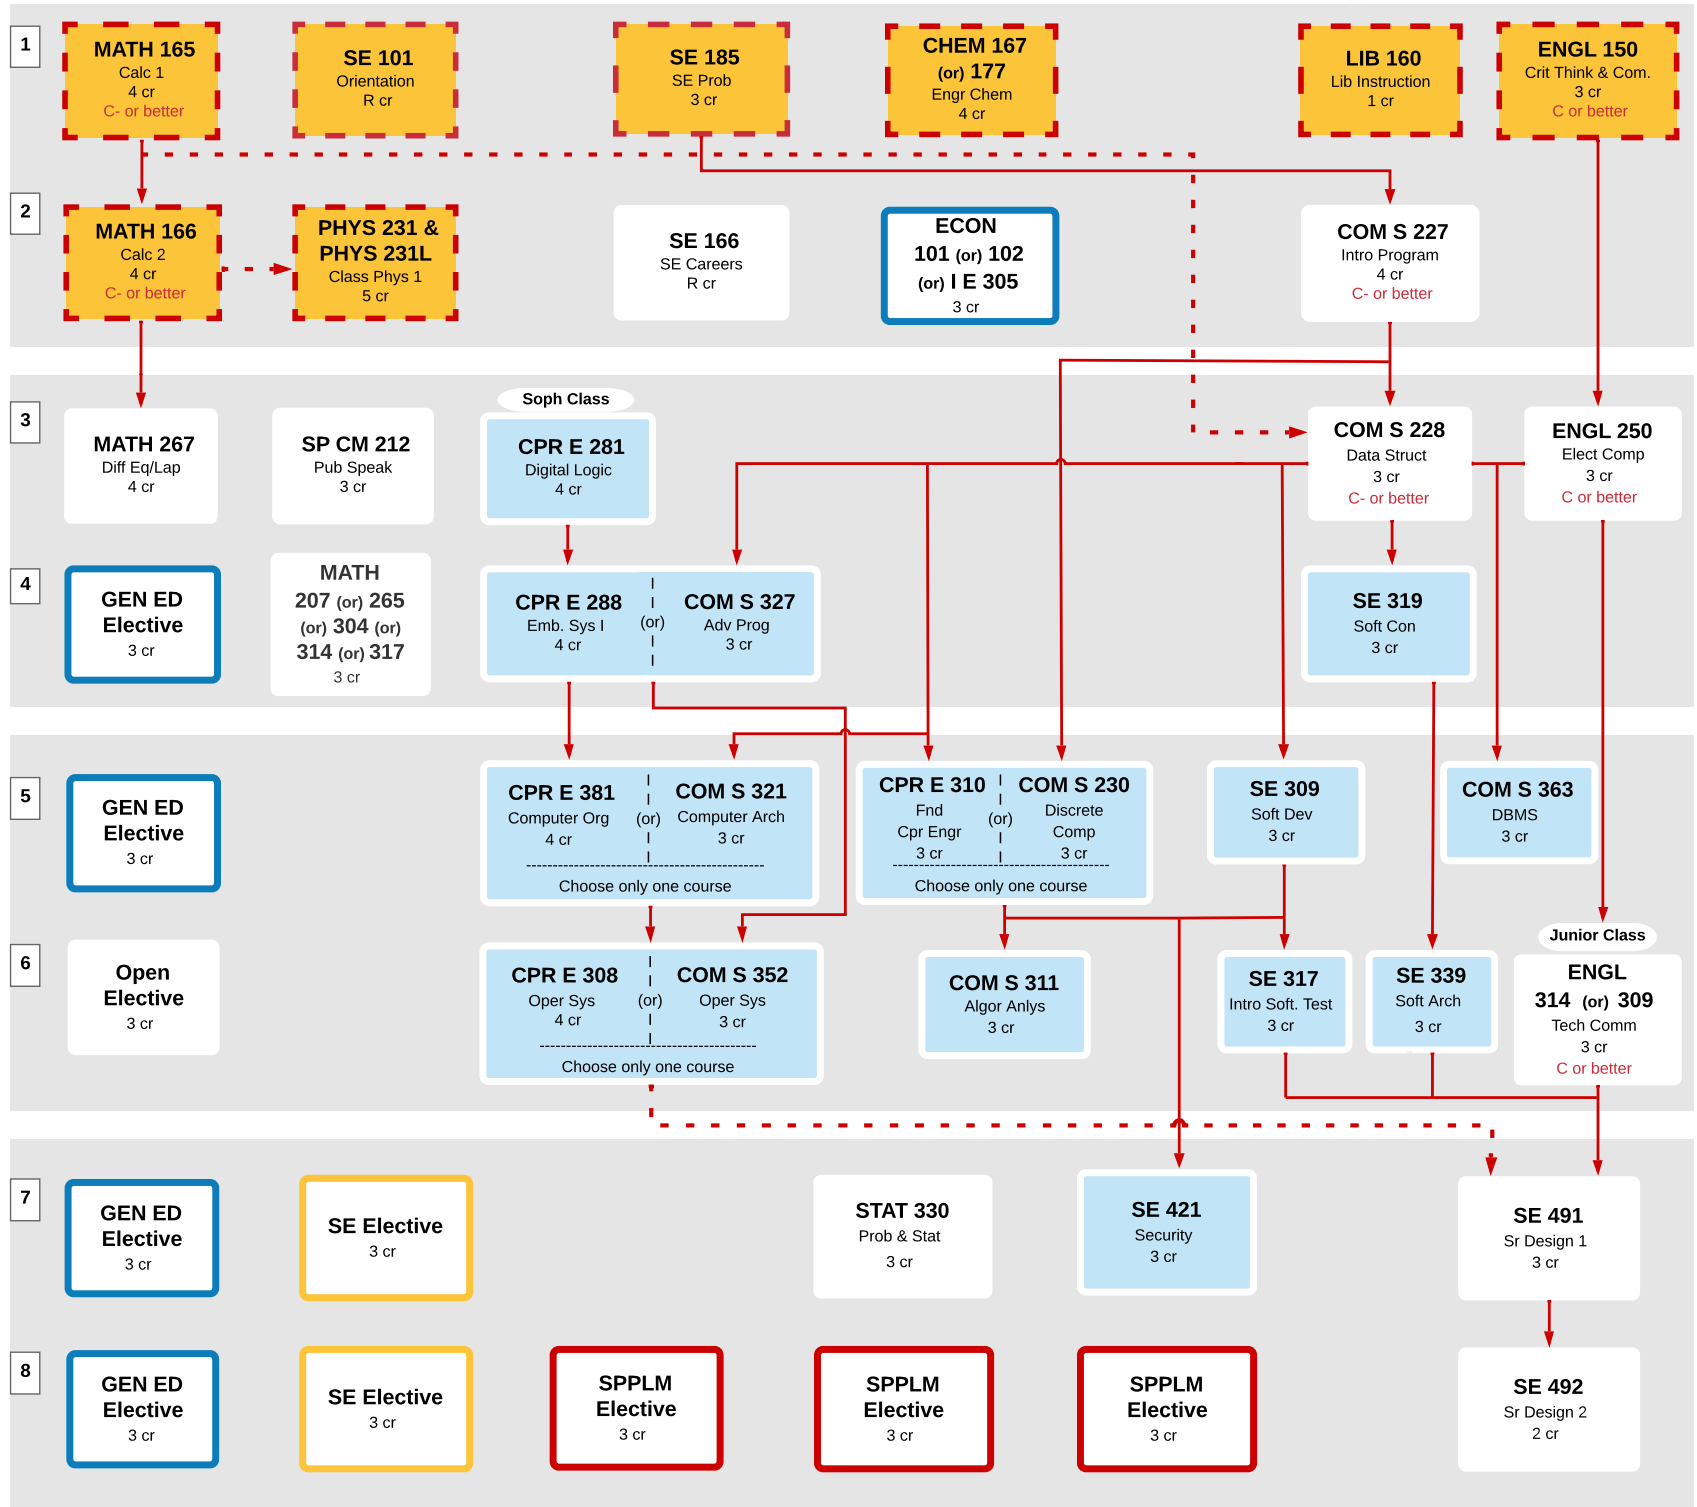 1
MATH 165
Calc 1
4 cr
C- or better
SE 101
Orientation
R cr
SE 185
SE Prob
3 cr
CHEM 167
(or) 177
Engr Chem
4 cr
LIB 160
Lib Instruction
1 cr
ENGL 150
Crit Think & Com.
3 cr
C or better
2
MATH 166
Calc 2
4 cr
C- or better
PHYS 231 &
PHYS 231L
Class Phys 1
5 cr
SE 166
SE Careers
R cr
ECON
101 (or) 102
(or) I E 305
3 cr
COM S 227
Intro Program
4 cr
C- or better
3
MATH 267
Diff Eq/Lap
4 cr
SP CM 212
Pub Speak
3 cr
Soph Class
CPR E 281
Digital Logic
4 cr
COM S 228
Data Struct
3 cr
C- or better
ENGL 250
Elect Comp
3 cr
C or better
4
GEN ED
Elective
3 cr
MATH
207 (or) 265
(or) 304 (or)
314 (or) 317
3 cr
CPR E 288
Emb. Sys I
4 cr
(or)
COM S 327
Adv Prog
3 cr
SE 319
Soft Con
3 cr
5
GEN ED
Elective
3 cr
CPR E 381
Computer Org
4 cr
(or)
COM S 321
Computer Arch
3 cr
Choose only one course
CPR E 310
Fnd
Cpr Engr
3 cr
(or)
COM S 230
Discrete
Comp
3 cr
Choose only one course
SE 309
Soft Dev
3 cr
COM S 363
DBMS
3 cr
6
Open
Elective
3 cr
CPR E 308
Oper Sys
4 cr
(or)
COM S 352
Oper Sys
3 cr
Choose only one course
COM S 311
Algor Anlys
3 cr
SE 317
Intro Soft. Test
3 cr
SE 339
Soft Arch
3 cr
Junior Class
ENGL
314 (or) 309
Tech Comm
3 cr
C or better
7
GEN ED
Elective
3 cr
SE Elective
3 cr
STAT 330
Prob & Stat
3 cr
SE 421
Security
3 cr
SE 491
Sr Design 1
3 cr
8
GEN ED
Elective
3 cr
SE Elective
3 cr
SPPLM
Elective
3 cr
SPPLM
Elective
3 cr
SPPLM
Elective
3 cr
SE 492
Sr Design 2
2 cr